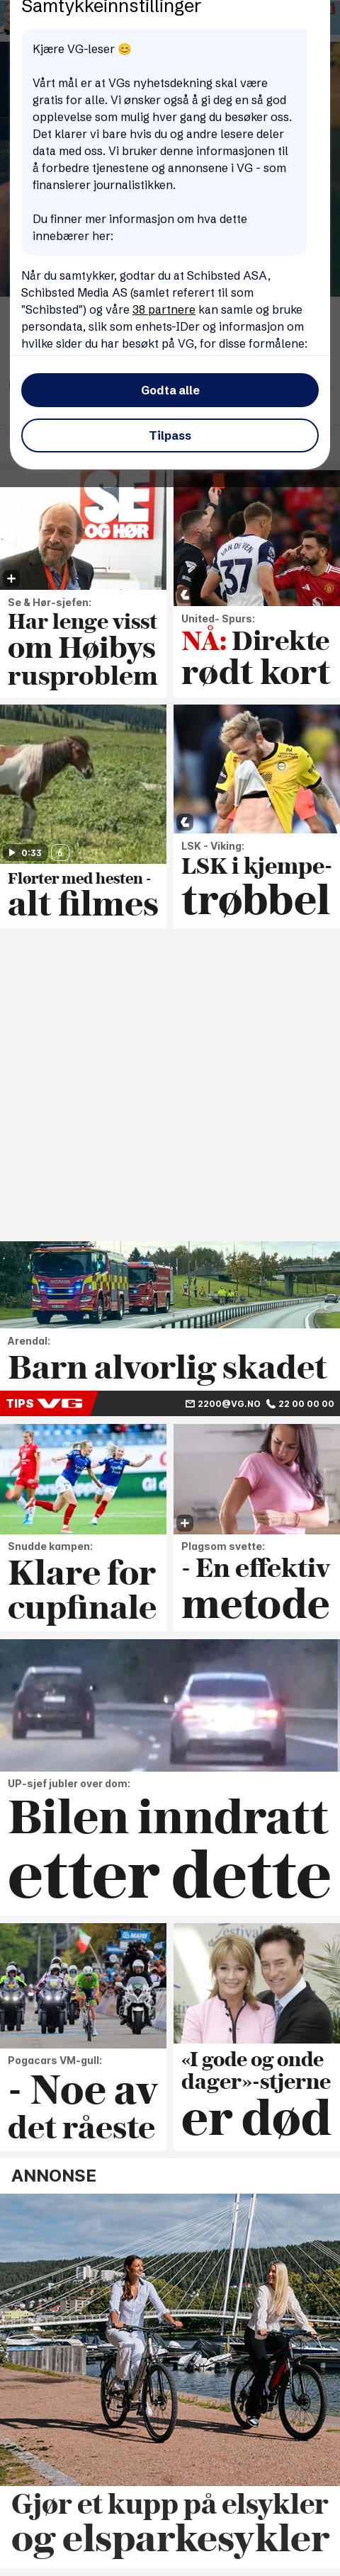 Samtykkeinnstillinger
Kjære VG-leser 😊
Vårt mål er at VGs nyhetsdekning skal være
gratis for alle. Vi ønsker også å gi deg en så god
opplevelse som mulig hver gang du besøker oss.
Det klarer vi bare hvis du og andre lesere deler
data med oss. Vi bruker denne informasjonen til
å forbedre tjenestene og annonsene i VG - som
finansierer journalistikken.
Du finner mer informasjon om hva dette
innebærer her:
Når du samtykker, godtar du at Schibsted ASA,
Schibsted Media AS (samlet referert til som
"Schibsted") og våre 38 partnere kan samle og bruke
persondata, slik som enhets-IDer og informasjon om
hvilke sider du har besøkt på VG, for disse formålene:
Godta alle
Tilpass
SE
OG HØR
Se & Hør-sjefen:
Har lenge visst
om Høibys
rusproblem
VAN DE VEN
37
United- Spurs:
NÅ: Direkte
rødt kort
0:33
6
Flørter med hesten -
alt filmes
LSK - Viking:
LSK i kjempe-
trøbbel
Arendal:
Barn alvorlig skadet
TIPS VG
2200@VG.NO
22 00 00 00
Snudde kampen:
Klare for
cupfinale
Plagsom svette:
- En effektiv
metode
UP-sjef jubler over dom:
Bilen inndratt
etter dette
Pogacars VM-gull:
- Noe av
det råeste
«I gode og onde
dager»-stjerne
er død
ANNONSE
Gjør et kupp på elsykler
og elsparkesykler